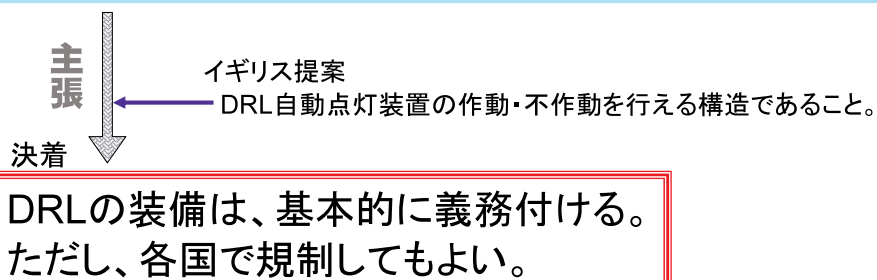 主張
イギリス提案
DRL自動点灯装置の作動・不作動を行える構造であること。
決着
DRLの装備は、基本的に義務付ける。
ただし、各国で規制してもよい。